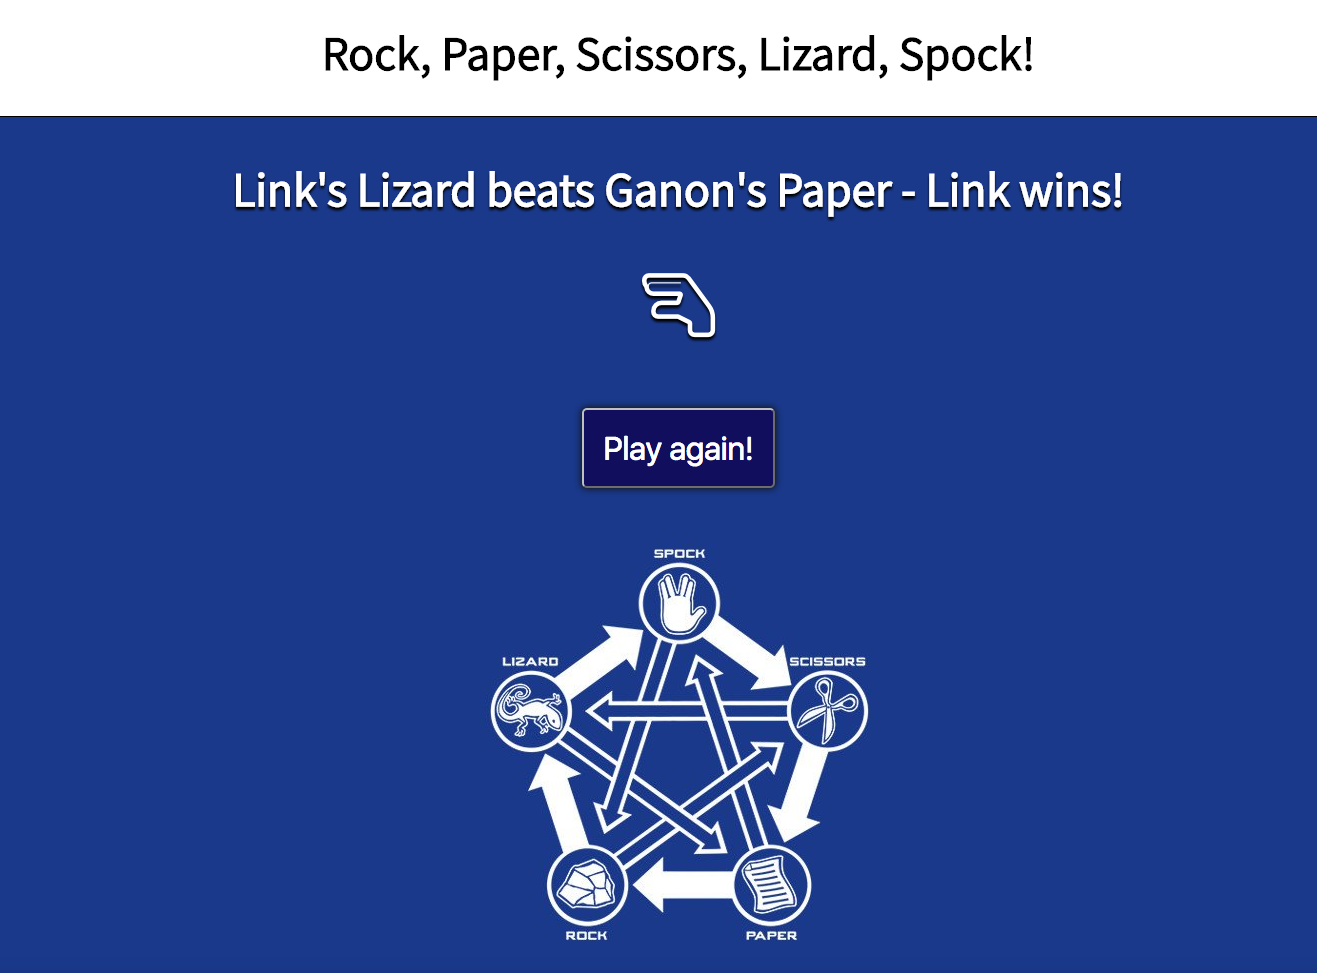 Rock, Paper, Scissors, Lizard, Spock!
Link's Lizard beats Ganon's Paper - Link wins!
Play again!
SPOCK
LIZARD
SCISSORS
ROCK
PAPER